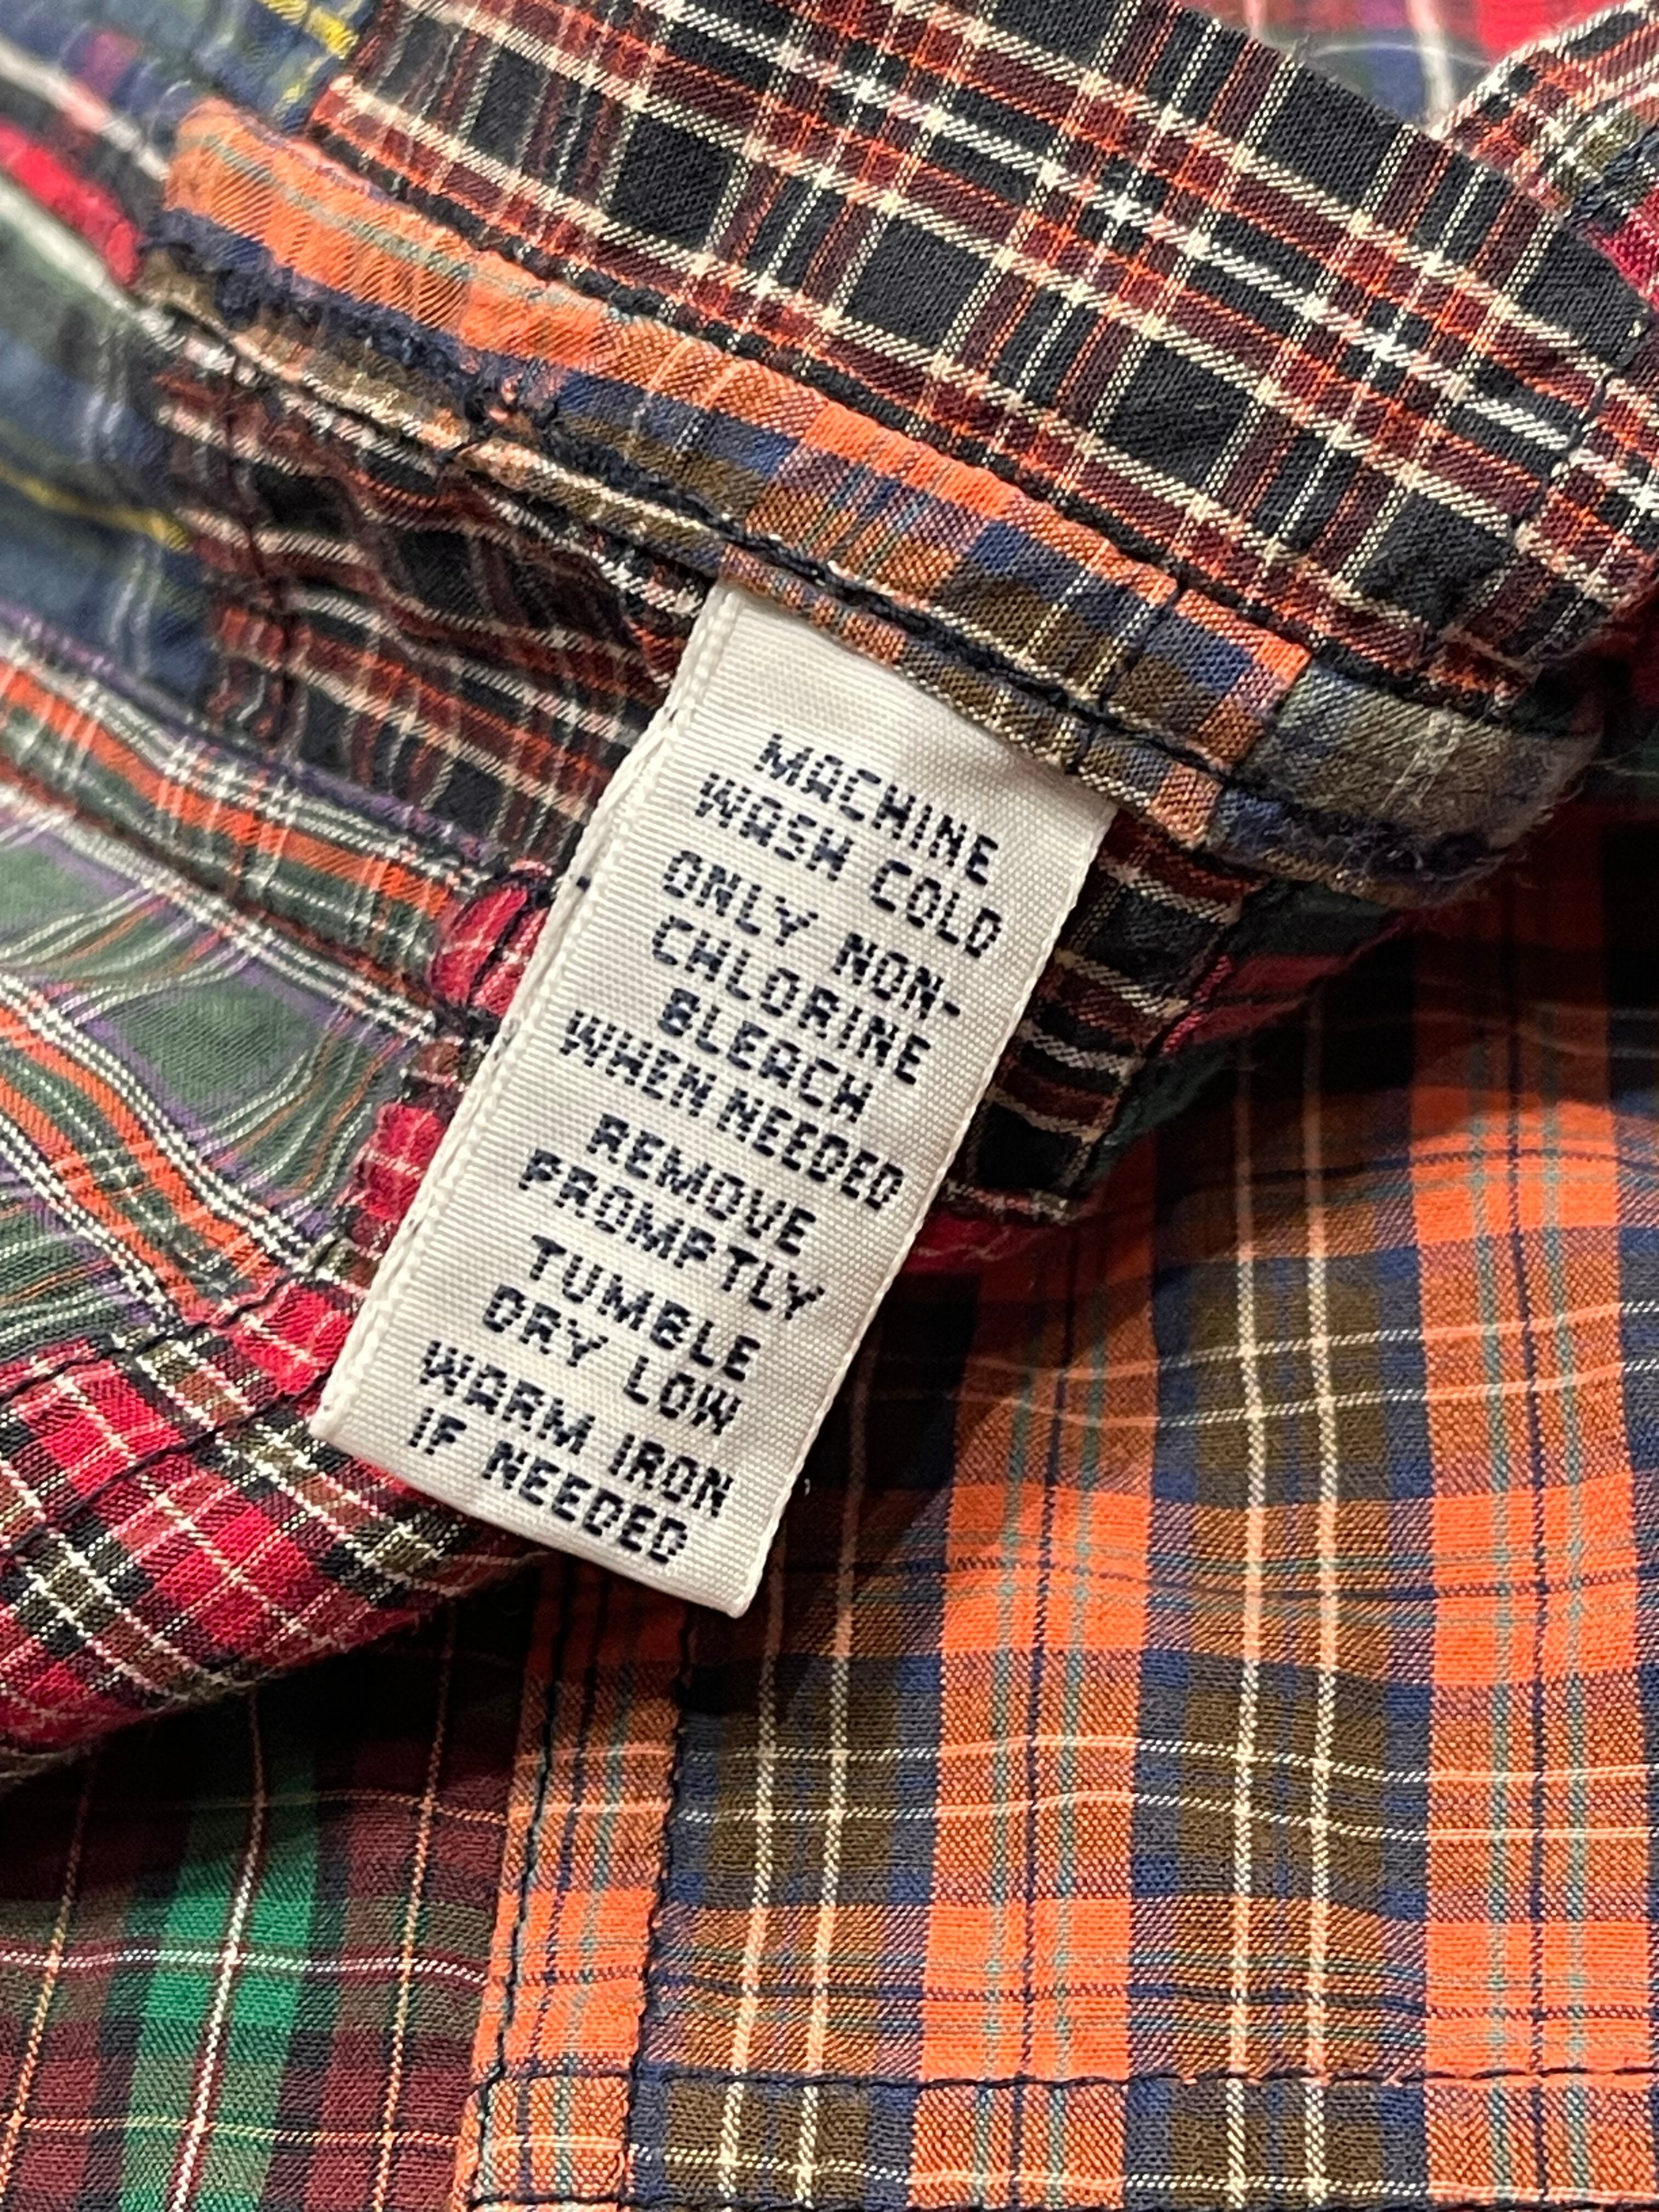 MACHINE
WASH COLD
ONLY NON-
CHLORINE
BLEACH
WHEN NEEDED
REMOVE
PROMPTLY
TUMBLE
DRY LOW
WARM IRON
IF NEEDED